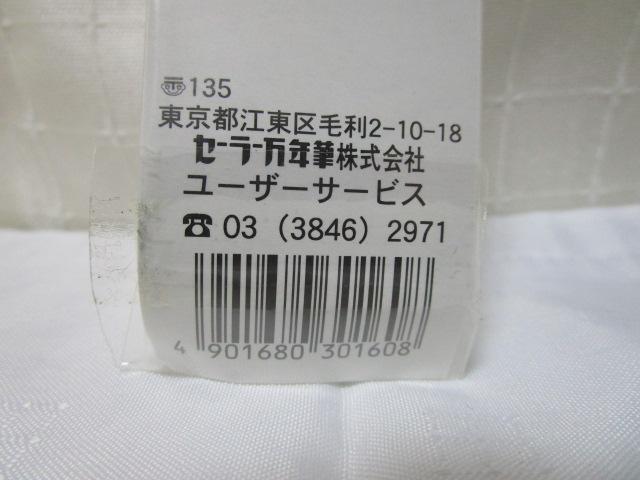 〠135
東京都江東区毛利2-10-18
セーラー万年筆株式会社
ユーザーサービス
☎ 03 (3846) 2971
4 901680 301608